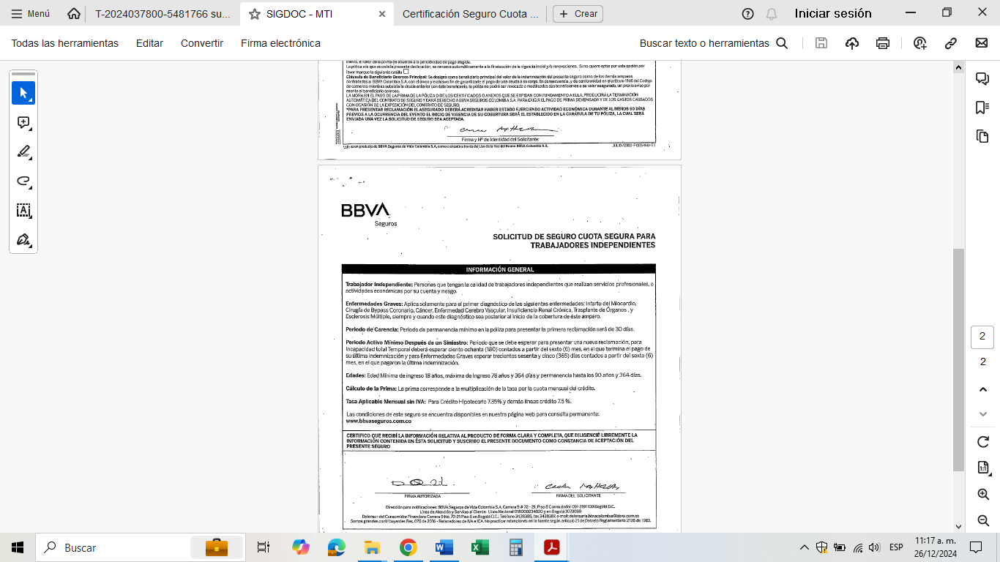 Menú
T-2024037800-5481766 su...
SIGDOC - MTI
Certificación Seguro Cuota ...
Crear
Iniciar sesión
Todas las herramientas
Editar
Convertir
Firma electrónica
Buscar texto o herramientas
banco, el valor de la prima de acuerdo a la periodicidad de pago elegida.
La póliza a la que accede la presente declaración, se renueva automáticamente a la finalización de la vigencia inicial y/o renovaciones. Si no quiere optar por esta opción por
favor marque la siguiente casilla
Cláusula de Beneficiario Oneroso Principal: Se designa como beneficiario principal del valor de la indemnización del presente seguro como de los demás amparos
contratados a: BBVA Colombia S.A, con el único y exclusivo fin de garantizarle el pago de una deuda a su cargo. En consecuencia, y de conformidad en el artículo 1146 del Código
de comercio mientras subsista la deuda anterior con éste beneficiario, la póliza no podrá ser revocada o modificados sus beneficiarios o su valor asegurado, sin previo aviso por
escrito al beneficiario oneroso.
LA MORA EN EL PAGO DE LA PRIMA DE LA PÓLIZA O DE LOS CERTIFICADOS O ANEXOS QUE SE EXPIDAN CON FUNDAMENTO A ELLA, PRODUCIRÁ LA TERMINACIÓN
AUTOMÁTICA DEL CONTRATO DE SEGURO Y DARÁ DERECHO A BBVA SEGUROS COLOMBIA S.A PARA EXIGIR EL PAGO DE PRIMA DEVENGADA Y DE LOS GASTOS CAUSADOS
CON OCASIÓN DE LA EXPEDICIÓN DEL CONTRATO DE SEGURO.
*PARA PRESENTAR RECLAMACIÓN EL ASEGURADO DEBERÁ ACREDITAR HABER ESTADO EJERCIENDO ACTIVIDAD ECONÓMICA DURANTE AL MENOS 90 DÍAS
PREVIOS A LA OCURRENCIA DEL EVENTO EL INICIO DE VIGENCIA DE SU COBERTURA SERÁ EL ESTABLECIDO EN LA CARÁTULA DE TU PÓLIZA, LA CUAL SERÁ
ENVIADA UNA VEZ LA SOLICITUD DE SEGURO SEA ACEPTADA.
Firma y Nº de Identidad del Solicitante:
es un producto de BBVA Seguros de Vida Colombia S.A, comercializado a través del Uso de la Red del Banco BBVA Colombia S.A.
JULIO /2023
BBVA
Seguros
SOLICITUD DE SEGURO CUOTA SEGURA PARA
TRABAJADORES INDEPENDIENTES
INFORMACIÓN GENERAL
Trabajador Independiente: Personas que tengan la calidad de trabajadores independientes que realizan servicios profesionales, o
actividades económicas por su cuenta y riesgo.
Enfermedades Graves: Aplica solamente para el primer diagnóstico de las siguientes enfermedades: Infarto del Miocardio,
Cirugía de Bypass Coronario, Cáncer, Enfermedad Cerebro Vascular, Insuficiencia Renal Crónica, Trasplante de Órganos , y
Esclerosis Múltiple, siempre y cuando este diagnóstico sea posterior al inicio de la cobertura de éste amparo.
Periodo de Carencia: Periodo de permanencia mínimo en la póliza para presentar la primera reclamación será de 30 días.
Periodo Activo Mínimo Después de un Siniestro: Periodo que se debe esperar para presentar una nueva reclamación, para
Incapacidad total Temporal deberá esperar ciento ochenta (180) contados a partir del sexto (6) mes, en el que termina el pago de
su última indemnización y para Enfermedades Graves esperar trecientos sesenta y cinco (365) días contados a partir del sexto (6)
mes, en el que pagaron la última indemnización.
Edades: Edad Mínima de ingreso 18 años, máxima de Ingreso 78 años y 364 días y permanencia hasta los 90 años y 364 días.
Cálculo de la Prima: La prima corresponde a la multiplicación de la tasa por la cuota mensual del crédito.
Tasa Aplicable Mensual sin IVA: Para Crédito Hipotecario 7.35% y demás líneas crédito 7.5 %.
Las condiciones de este seguro se encuentra disponibles en nuestra página web para consulta permanente:
www.bbvaseguros.com.co
CERTIFICO QUE RECIBÍ LA INFORMACIÓN RELATIVA AL PRODUCTO DE FORMA CLARA Y COMPLETA, QUE DILIGENCIÉ LIBREMENTE LA
INFORMACIÓN CONTENIDA EN ÉSTA SOLICITUD Y SUSCRIBO EL PRESENTE DOCUMENTO COMO CONSTANCIA DE ACEPTACIÓN DEL
PRESENTE SEGURO
FIRMA AUTORIZADA
FIRMA DEL SOLICITANTE
Dirección para notificaciones: BBVA Seguros de Vida Colombia S.A. Carrera 9 # 72 - 21, Piso 8 Conmutador 091-2191100 Bogotá D.C.
Línea de Atención y Servicio al Cliente: Línea Nacional 018000934020 y en Bogotá 3078080
Defensor del Consumidor Financiero Carrera 9 No. 72-21 Piso 6 en Bogotá D.C.; Teléfono 3438385, fax 3438387, e-mail: defensoria.bbvacolombia@bbva.com.co
Somos grandes contribuyentes Res. 076 de 2016 - Retenedores de IVA e ICA. No practicar retenciones en la fuente según artículo 21 de Decreto Reglamentario 2126 de 1983.
2
2
1:1
Buscar
ESP
11:17 a. m.
26/12/2024